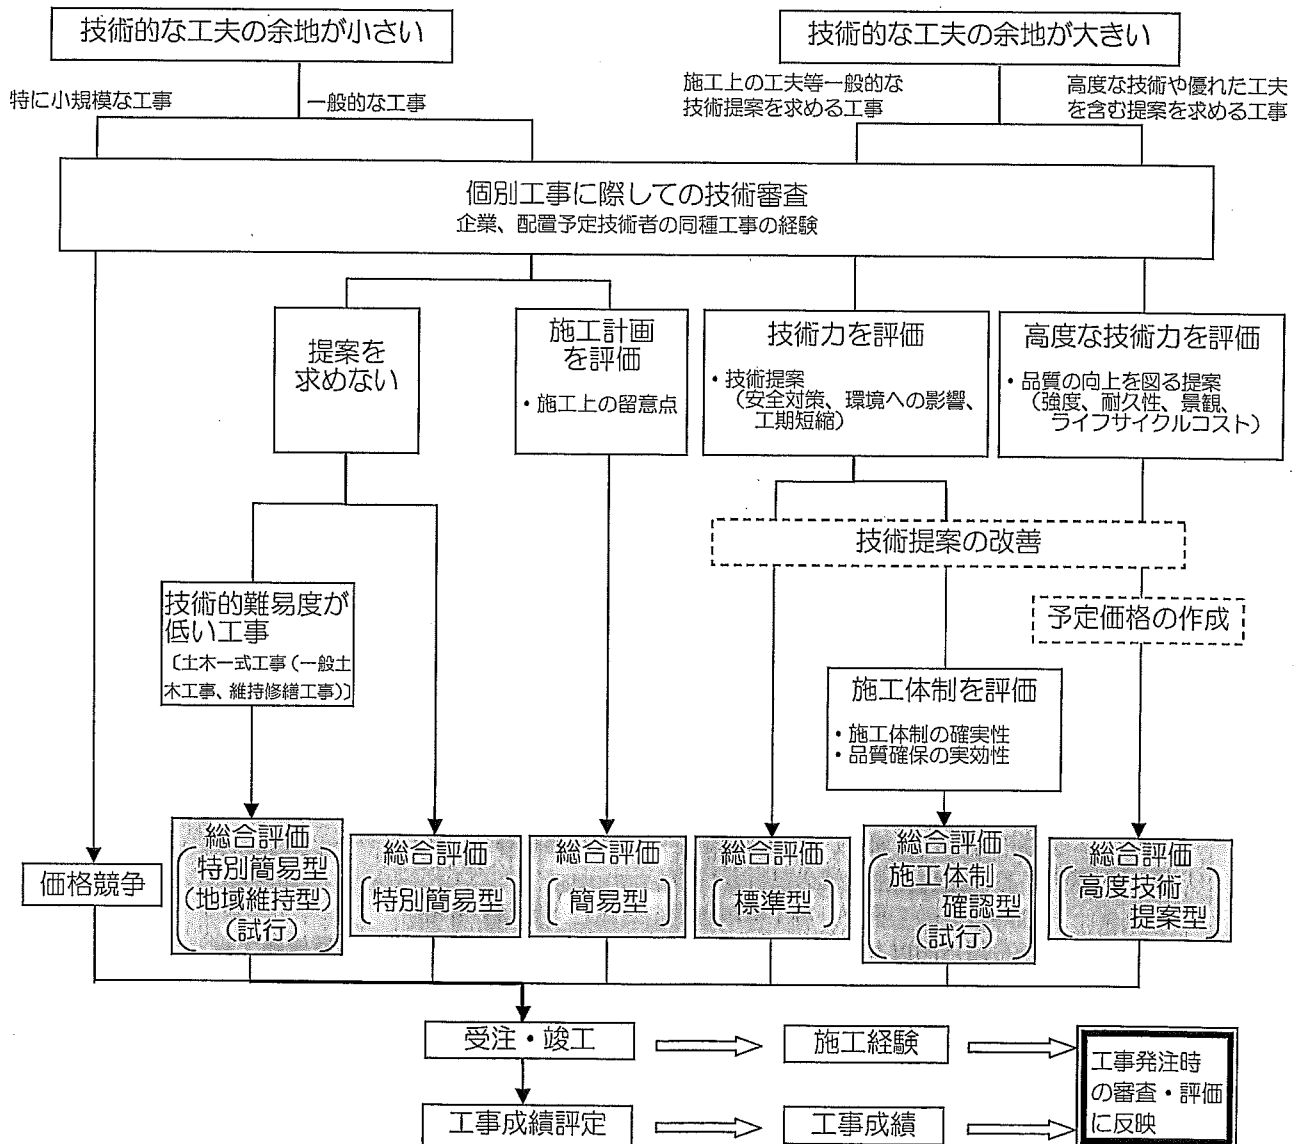 技術的な工夫の余地が小さい
技術的な工夫の余地が大きい
特に小規模な工事
一般的な工事
施工上の工夫等一般的な
技術提案を求める工事
高度な技術や優れた工夫
を含む提案を求める工事
個別工事に際しての技術審査
企業、配置予定技術者の同種工事の経験
提案を
求めない
施工計画
を評価
・施工上の留意点
技術力を評価
・技術提案
(安全対策、環境への影響、
工期短縮)
高度な技術力を評価
・品質の向上を図る提案
(強度、耐久性、景観、
ライフサイクルコスト)
技術提案の改善
技術的難易度が
低い工事
〔土木一式工事(一般土
木工事、維持修繕工事)〕
予定価格の作成
施工体制を評価
・施工体制の確実性
・品質確保の実効性
価格競争
総合評価
特別簡易型
(地域維持型)
(試行)
総合評価
(特別簡易型)
総合評価
(簡易型)
総合評価
(標準型)
総合評価
施工体制
確認型
(試行)
総合評価
高度技術
提案型
受注・竣工
施工経験
工事発注時
の審査・評価
に反映
工事成績評定
工事成績